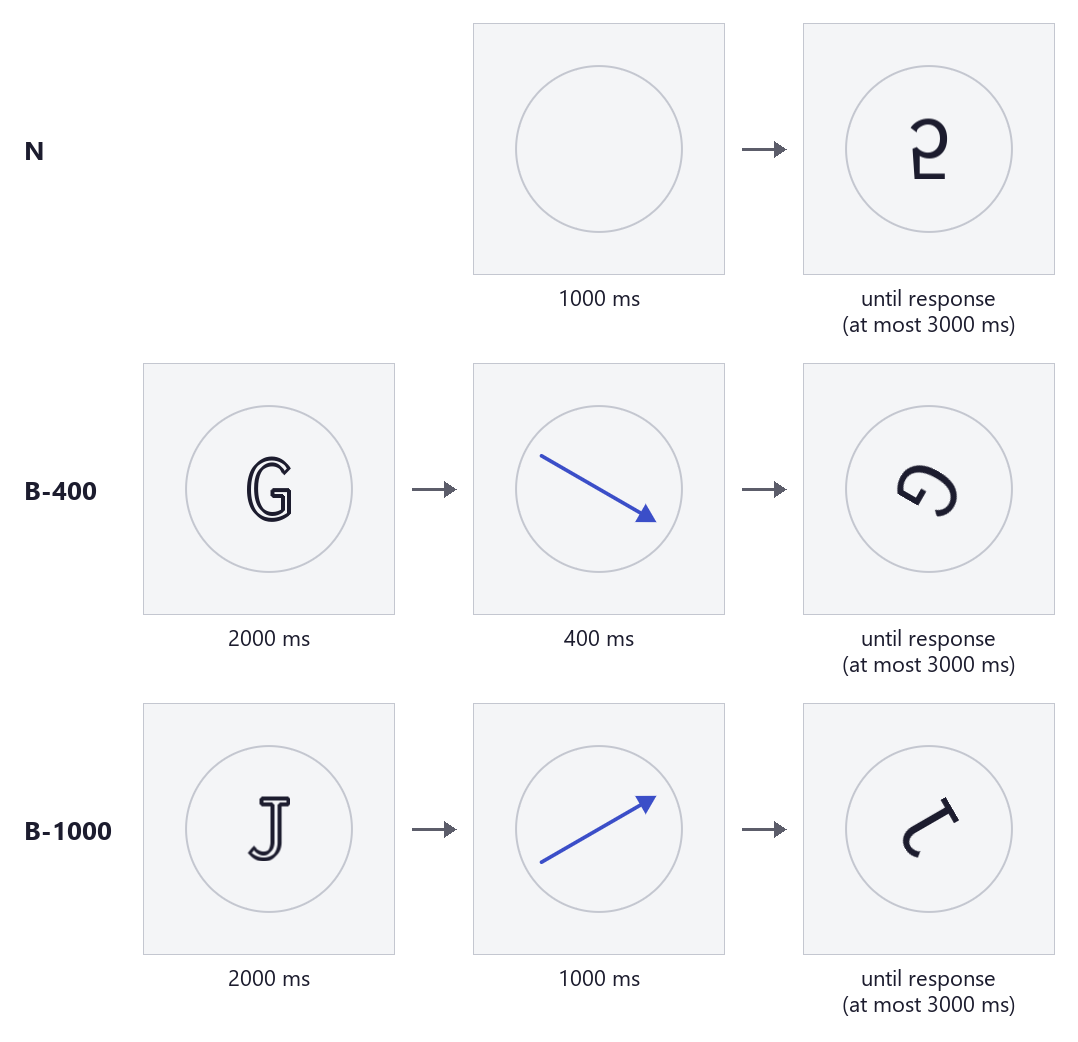 N
5
1000 ms
until response
(at most 3000 ms)
B-400
G
G
2000 ms
400 ms
until response
(at most 3000 ms)
B-1000
J
J
2000 ms
1000 ms
until response
(at most 3000 ms)